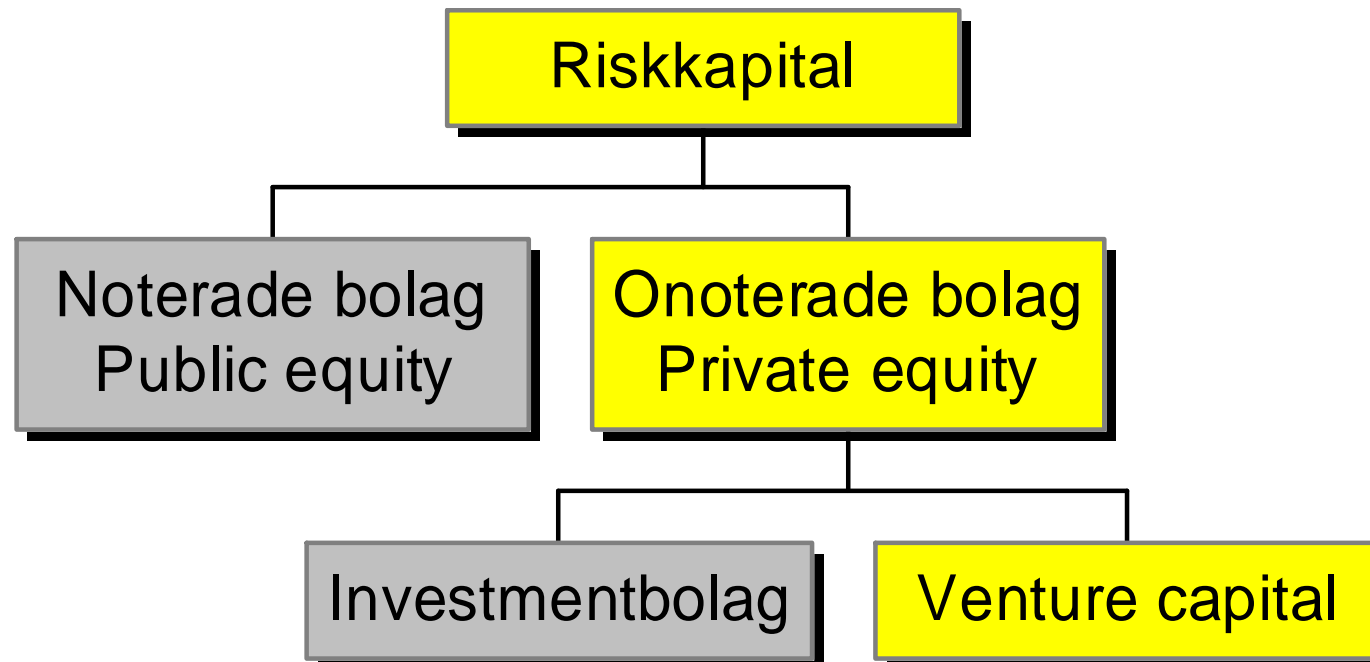 Riskkapital
Noterade bolag
Public equity
Onoterade bolag
Private equity
Investmentbolag
Venture capital